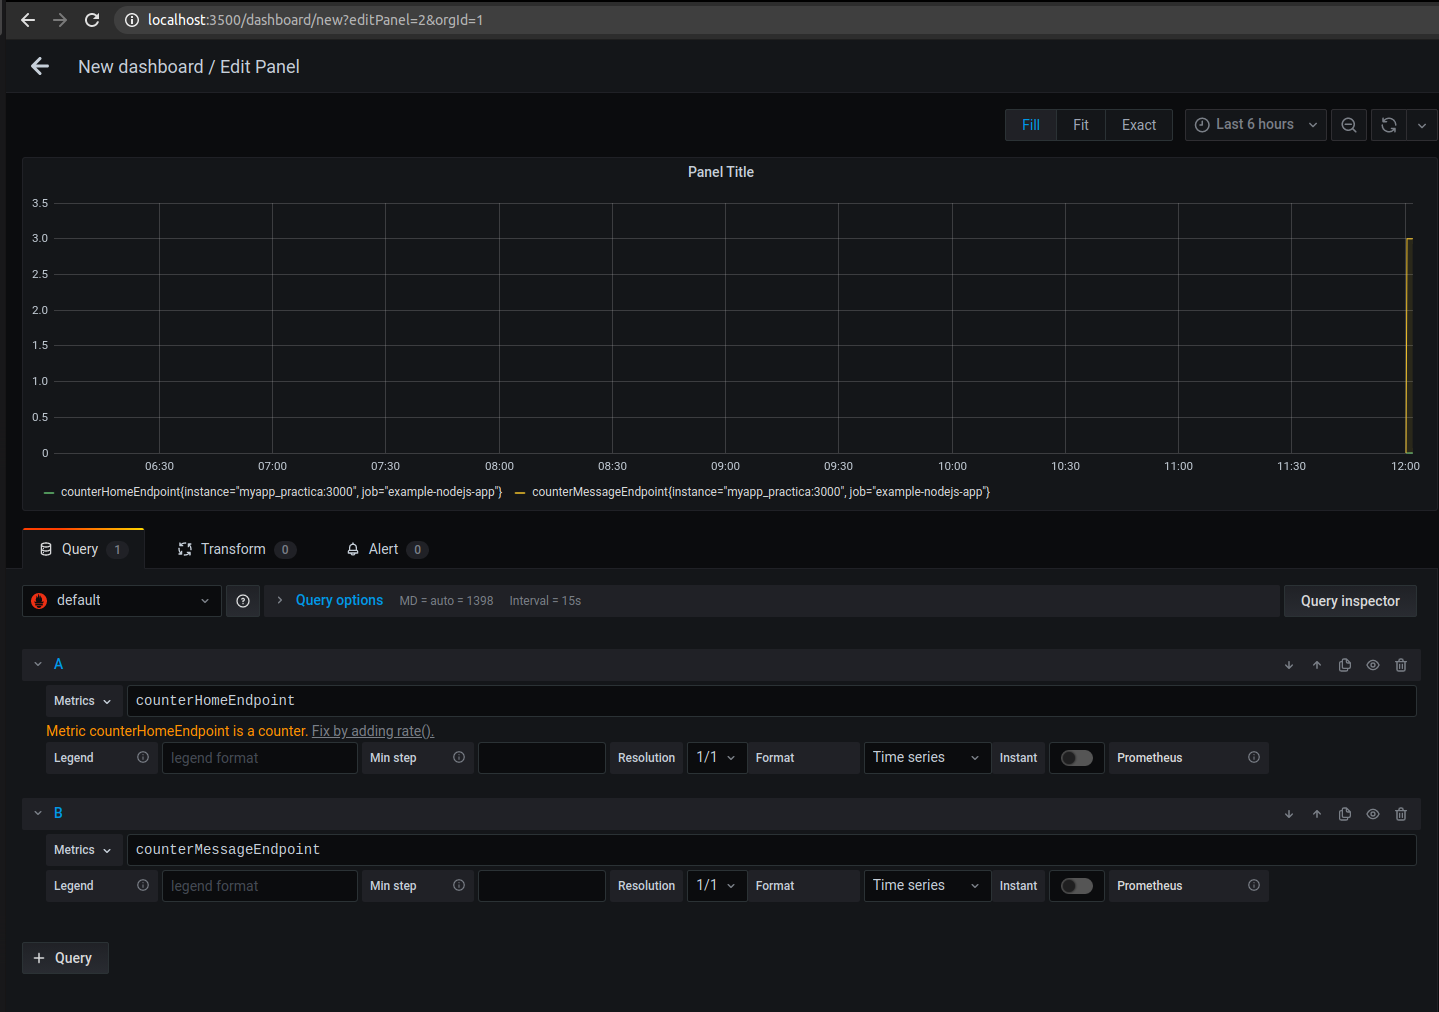 localhost:3500/dashboard/new?editPanel=2&orgId=1
New dashboard / Edit Panel
Fill Fit Exact Last 6 hours
Panel Title
3.5
3.0
2.5
2.0
1.5
1.0
0.5
0
06:30 07:00 07:30 08:00 08:30 09:00 09:30 10:00 10:30 11:00 11:30 12:00
counterHomeEndpoint{instance="myapp_practica:3000", job="example-nodejs-app"} counterMessageEndpoint{instance="myapp_practica:3000", job="example-nodejs-app"}
Query 1 Transform 0 Alert 0
default Query options MD = auto = 1398 Interval = 15s Query inspector
A
Metrics counterHomeEndpoint
Metric counterHomeEndpoint is a counter. Fix by adding rate().
Legend legend format Min step Resolution 1/1 Format Time series Instant Prometheus
B
Metrics counterMessageEndpoint
Legend legend format Min step Resolution 1/1 Format Time series Instant Prometheus
+ Query